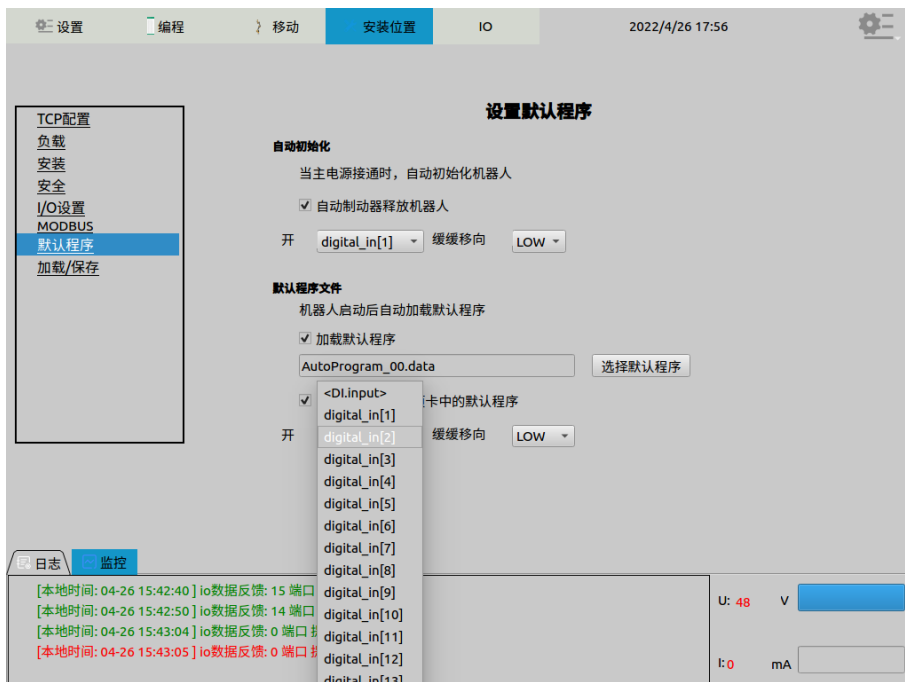 设置 编程 移动 安装位置 IO 2022/4/26 17:56
设置默认程序
TCP配置
负载
安装
安全
I/O设置
MODBUS
默认程序
加载/保存
自动初始化
当主电源接通时，自动初始化机器人
自动制动器释放机器人
开 digital_in[1] 缓缓移向 LOW
默认程序文件
机器人启动后自动加载默认程序
加载默认程序
AutoProgram_00.data 选择默认程序
卡中的默认程序
开 缓缓移向 LOW
<DI.input>
digital_in[1]
digital_in[2]
digital_in[3]
digital_in[4]
digital_in[5]
digital_in[6]
digital_in[7]
digital_in[8]
digital_in[9]
digital_in[10]
digital_in[11]
digital_in[12]
digital_in[13]
日志 监控
[本地时间: 04-26 15:42:40 ] io数据反馈: 15 端口
[本地时间: 04-26 15:42:50 ] io数据反馈: 14 端口
[本地时间: 04-26 15:43:04 ] io数据反馈: 0 端口
[本地时间: 04-26 15:43:05 ] io数据反馈: 0 端口
U: 48 V
I: 0 mA